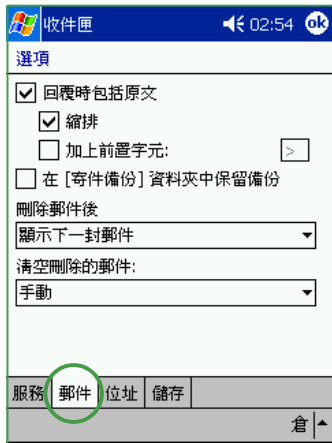 收件匣 02:54 ok
選項
回覆時包括原文
縮排
加上前置字元: >
在 [寄件備份] 資料夾中保留備份
刪除郵件後
顯示下一封郵件
清空刪除的郵件:
手動
服務 郵件 位址 儲存
倉